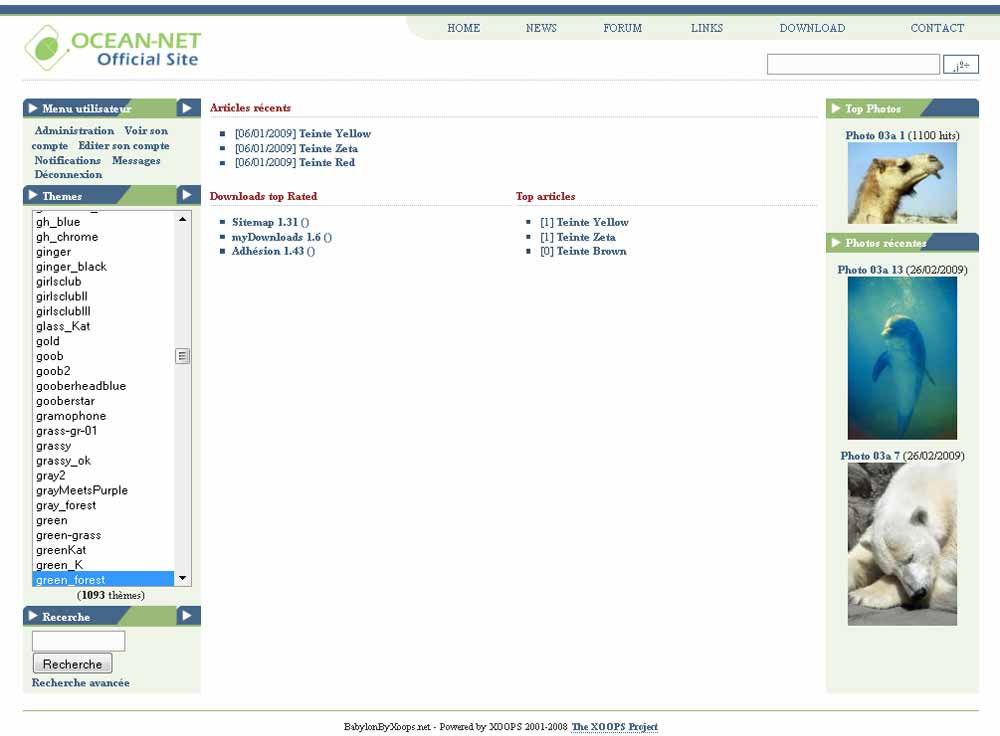 HOME NEWS FORUM LINKS DOWNLOAD CONTACT
OCEAN-NET
Official Site
Menu utilisateur
Administration Voir son
compte Editer son compte
Notifications Messages
Déconnexion
Themes
gh_blue
gh_chrome
ginger
ginger_black
girlsclub
girlsclubII
girlsclubIII
glass_Kat
gold
goob
goob2
gooberheadblue
gooberstar
gramophone
grass-gr-01
grassy
grassy_ok
gray2
grayMeetsPurple
gray_forest
green
green-grass
greenKat
green_K
green_forest
(1093 thèmes)
Recerche
Recherche
Recherche avancée
Articles récents
[06/01/2009] Teinte Yellow
[06/01/2009] Teinte Zeta
[06/01/2009] Teinte Red
Downloads top Rated
Sitemap 1.31 ()
myDownloads 1.6 ()
Adhésion 1.43 ()
Top articles
[1] Teinte Yellow
[1] Teinte Zeta
[0] Teinte Brown
Top Photos
Photo 03a 1 (1100 hits)
Photos récentes
Photo 03a 13 (26/02/2009)
Photo 03a 7 (26/02/2009)
BabylonByXoops.net - Powered by XOOPS 2001-2008 The XOOPS Project